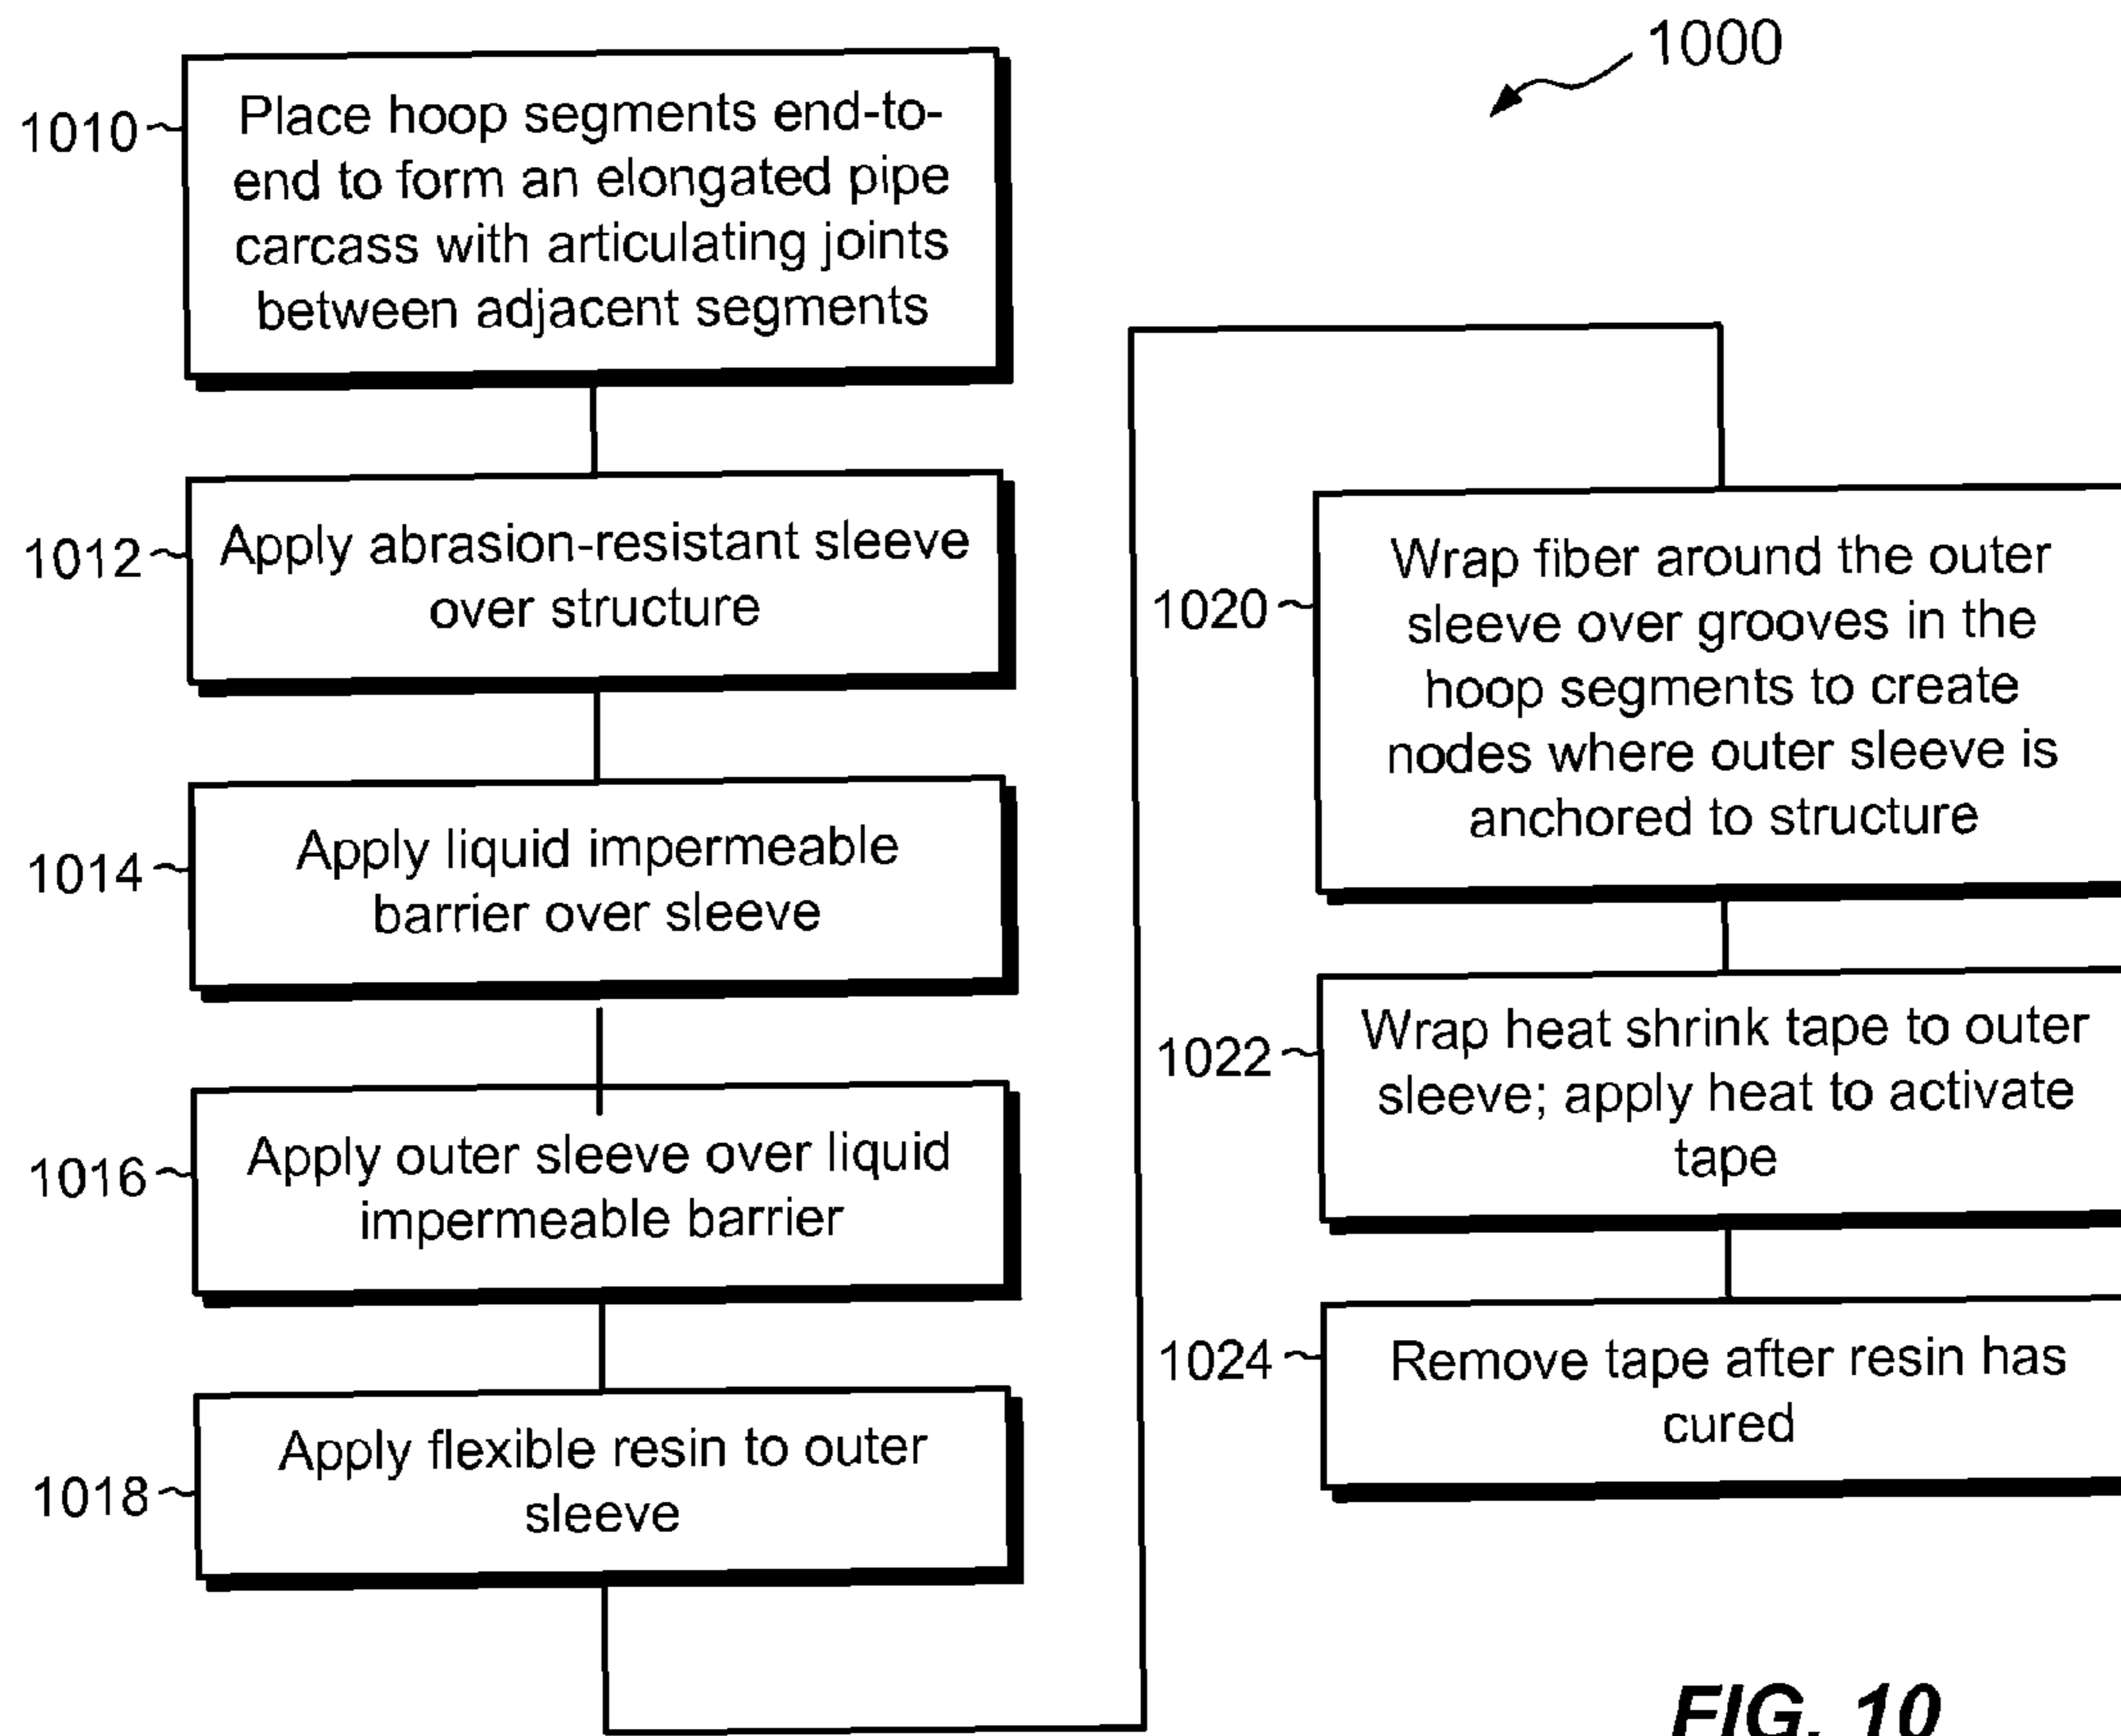 1000
1010
Place hoop segments end-to-
end to form an elongated pipe
carcass with articulating joints
between adjacent segments
1012
Apply abrasion-resistant sleeve
over structure
1014
Apply liquid impermeable
barrier over sleeve
1016
Apply outer sleeve over liquid
impermeable barrier
1018
Apply flexible resin to outer
sleeve
1020
Wrap fiber around the outer
sleeve over grooves in the
hoop segments to create
nodes where outer sleeve is
anchored to structure
1022
Wrap heat shrink tape to outer
sleeve; apply heat to activate
tape
1024
Remove tape after resin has
cured
FIG. 10